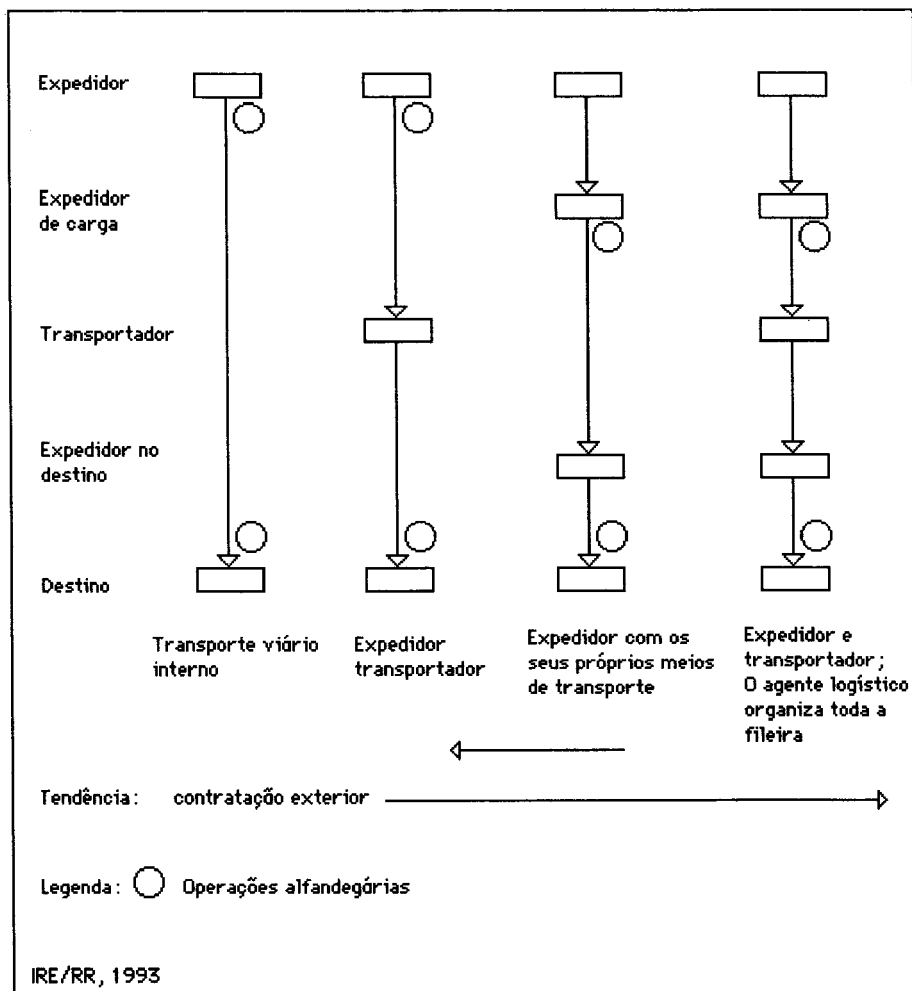 Expedidor
Expedidor
de carga
Transportador
Expedidor no
destino
Destino
Transporte viário
interno
Expedidor
transportador
Expedidor com os
seus próprios meios
de transporte
Expedidor e
transportador;
O agente logístico
organiza toda a
fileira
Tendência: contratação exterior
Legenda: Operações alfandegárias
IRE/RR, 1993